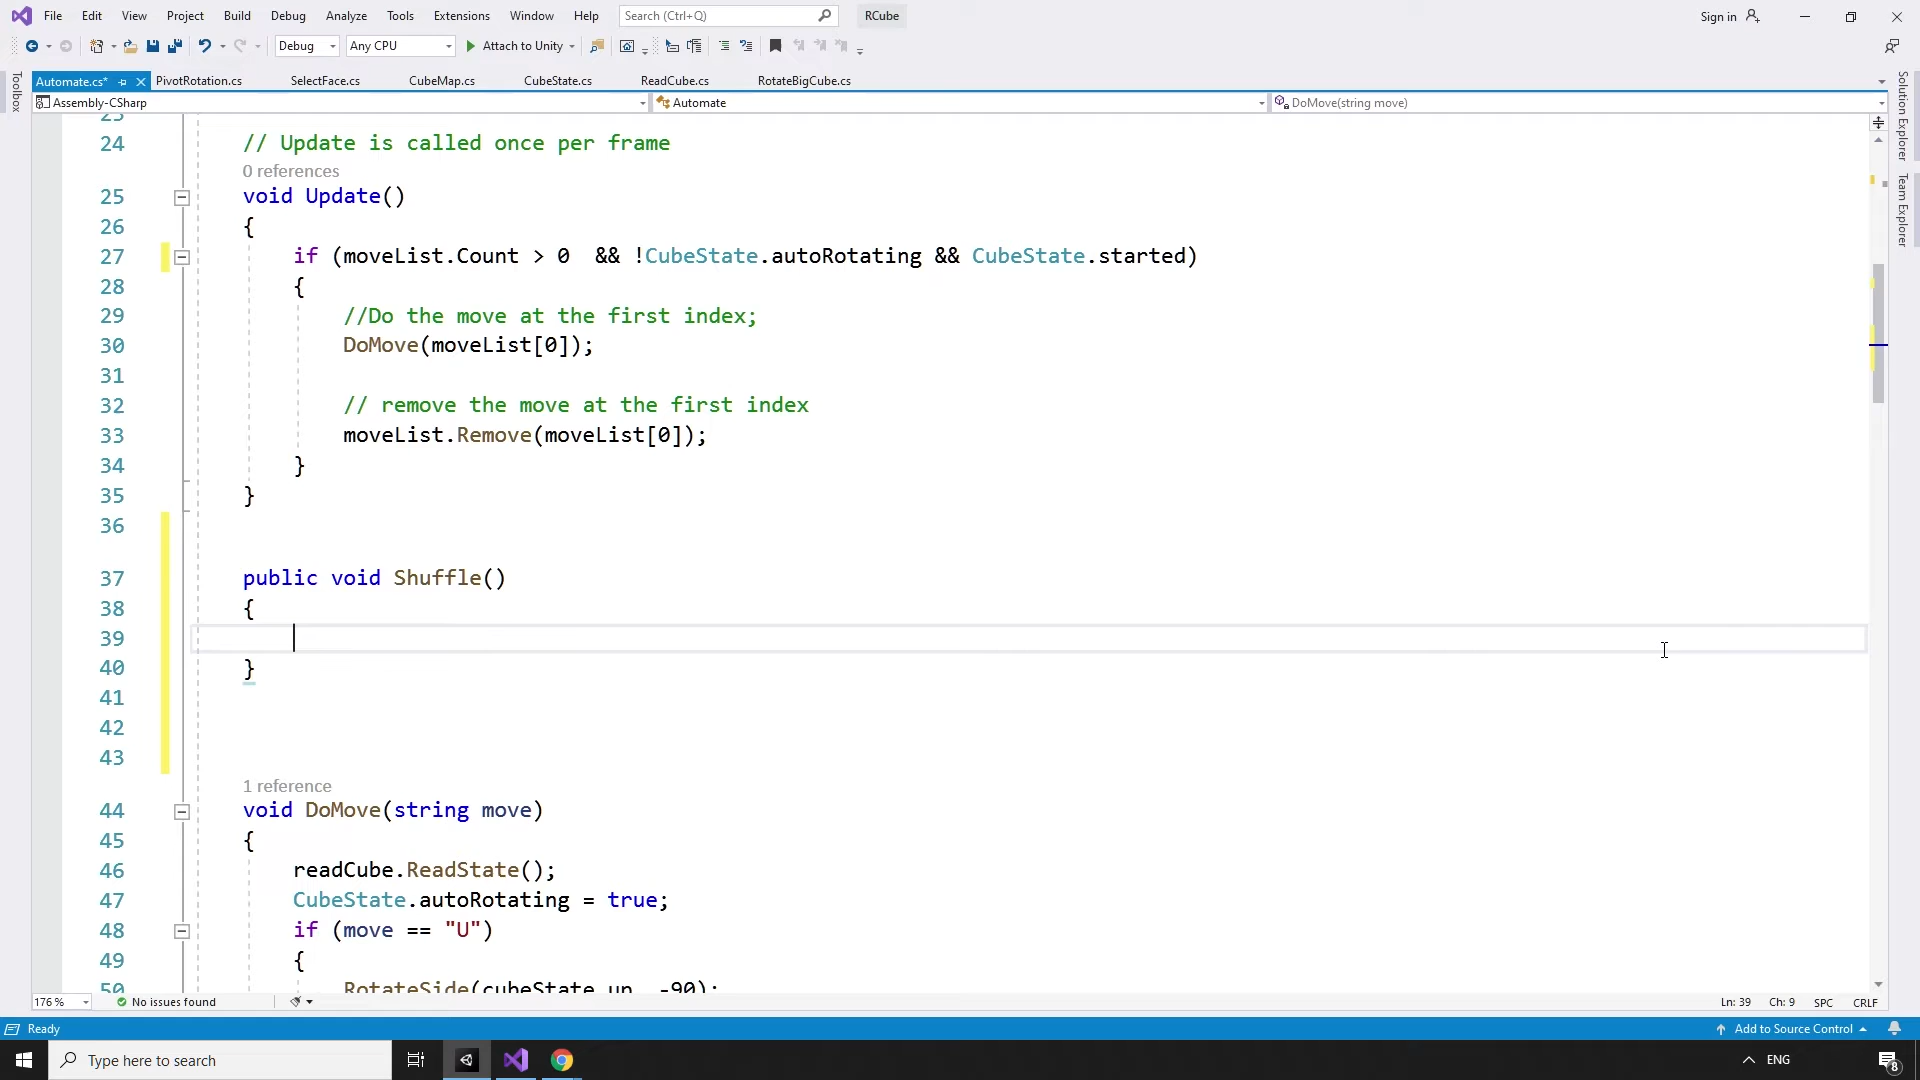 File Edit View Project Build Debug Analyze Tools Extensions Window Help Search (Ctrl+Q) RCube Sign in
Debug Any CPU Attach to Unity
Automate.cs* PivotRotation.cs SelectFace.cs CubeMap.cs CubeState.cs ReadCube.cs RotateBigCube.cs
Assembly-CSharp Automate DoMove(string move)
Toolbox
Solution Explorer
Team Explorer
23
24 // Update is called once per frame
0 references
25 void Update()
26 {
27 if (moveList.Count > 0  && !CubeState.autoRotating && CubeState.started)
28 {
29 //Do the move at the first index;
30 DoMove(moveList[0]);
31
32 // remove the move at the first index
33 moveList.Remove(moveList[0]);
34 }
35 }
36
37 public void Shuffle()
38 {
39
40 }
41
42
43
1 reference
44 void DoMove(string move)
45 {
46 readCube.ReadState();
47 CubeState.autoRotating = true;
48 if (move == "U")
49 {
50 RotateSide(cubeState.up, -90);
176 % No issues found Ln: 39 Ch: 9 SPC CRLF
Ready Add to Source Control
Type here to search ENG 8